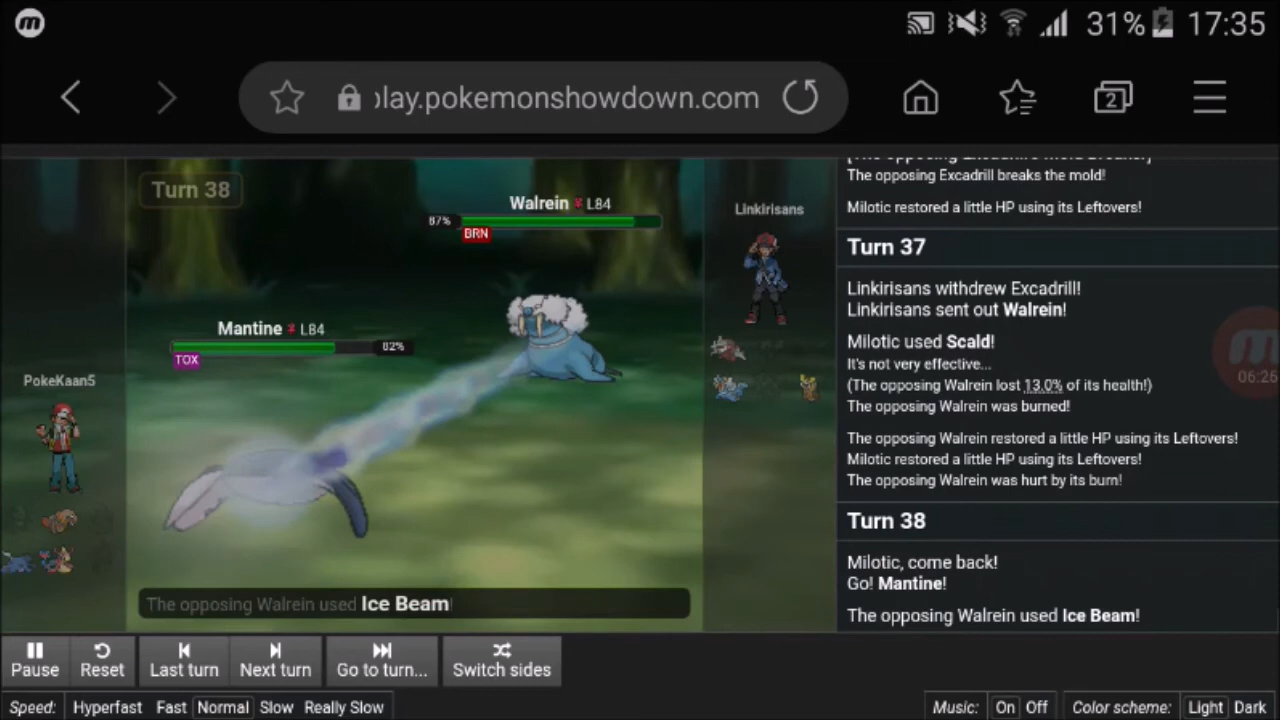 31% 17:35
play.pokemonshowdown.com
2
Turn 38
Walrein L84
87%
BRN
Mantine L84
82%
TOX
PokeKaan5
Linkirisans
The opposing Walrein used Ice Beam!
[The opposing Excadrill's Mold Breaker!]
The opposing Excadrill breaks the mold!
Milotic restored a little HP using its Leftovers!
Turn 37
Linkirisans withdrew Excadrill!
Linkirisans sent out Walrein!
Milotic used Scald!
It's not very effective...
(The opposing Walrein lost 13.0% of its health!)
The opposing Walrein was burned!
The opposing Walrein restored a little HP using its Leftovers!
Milotic restored a little HP using its Leftovers!
The opposing Walrein was hurt by its burn!
Turn 38
Milotic, come back!
Go! Mantine!
The opposing Walrein used Ice Beam!
06:26
Pause Reset Last turn Next turn Go to turn... Switch sides
Speed: Hyperfast Fast Normal Slow Really Slow
Music: On Off Color scheme: Light Dark